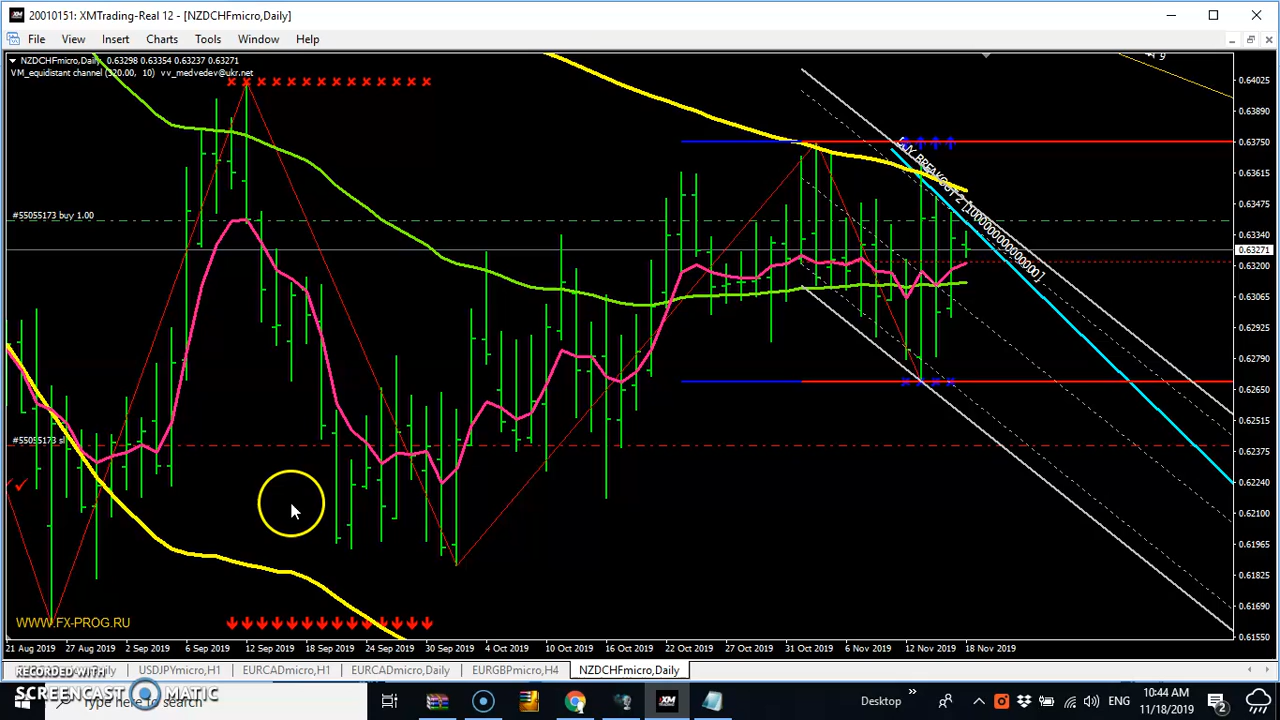 20010151: XMTrading-Real 12 - [NZDCHFmicro,Daily]
File View Insert Charts Tools Window Help
NZDCHFmicro,Daily 0.63298 0.63354 0.63237 0.63271
VM_equidistant channel (320.00, 10) vv_medvedev@ukr.net
0.64025
0.63890
0.63750
0.63615
0.63475
0.63340
0.63271
0.63200
0.63065
0.62925
0.62790
0.62650
0.62515
0.62375
0.62240
0.62100
0.61965
0.61825
0.61690
0.61550
#55055173 buy 1.00
#55055173 sl
WWW.FX-PROG.RU
21 Aug 2019 27 Aug 2019 2 Sep 2019 6 Sep 2019 12 Sep 2019 18 Sep 2019 24 Sep 2019 30 Sep 2019 4 Oct 2019 10 Oct 2019 16 Oct 2019 22 Oct 2019 27 Oct 2019 31 Oct 2019 6 Nov 2019 12 Nov 2019 18 Nov 2019
USDJPYmicro,H1 EURCADmicro,H1 EURCADmicro,Daily EURGBPmicro,H4 NZDCHFmicro,Daily
RECORDED WITH
SCREENCAST MATIC
Type here to search
Desktop ENG 10:44 AM
11/18/2019
2